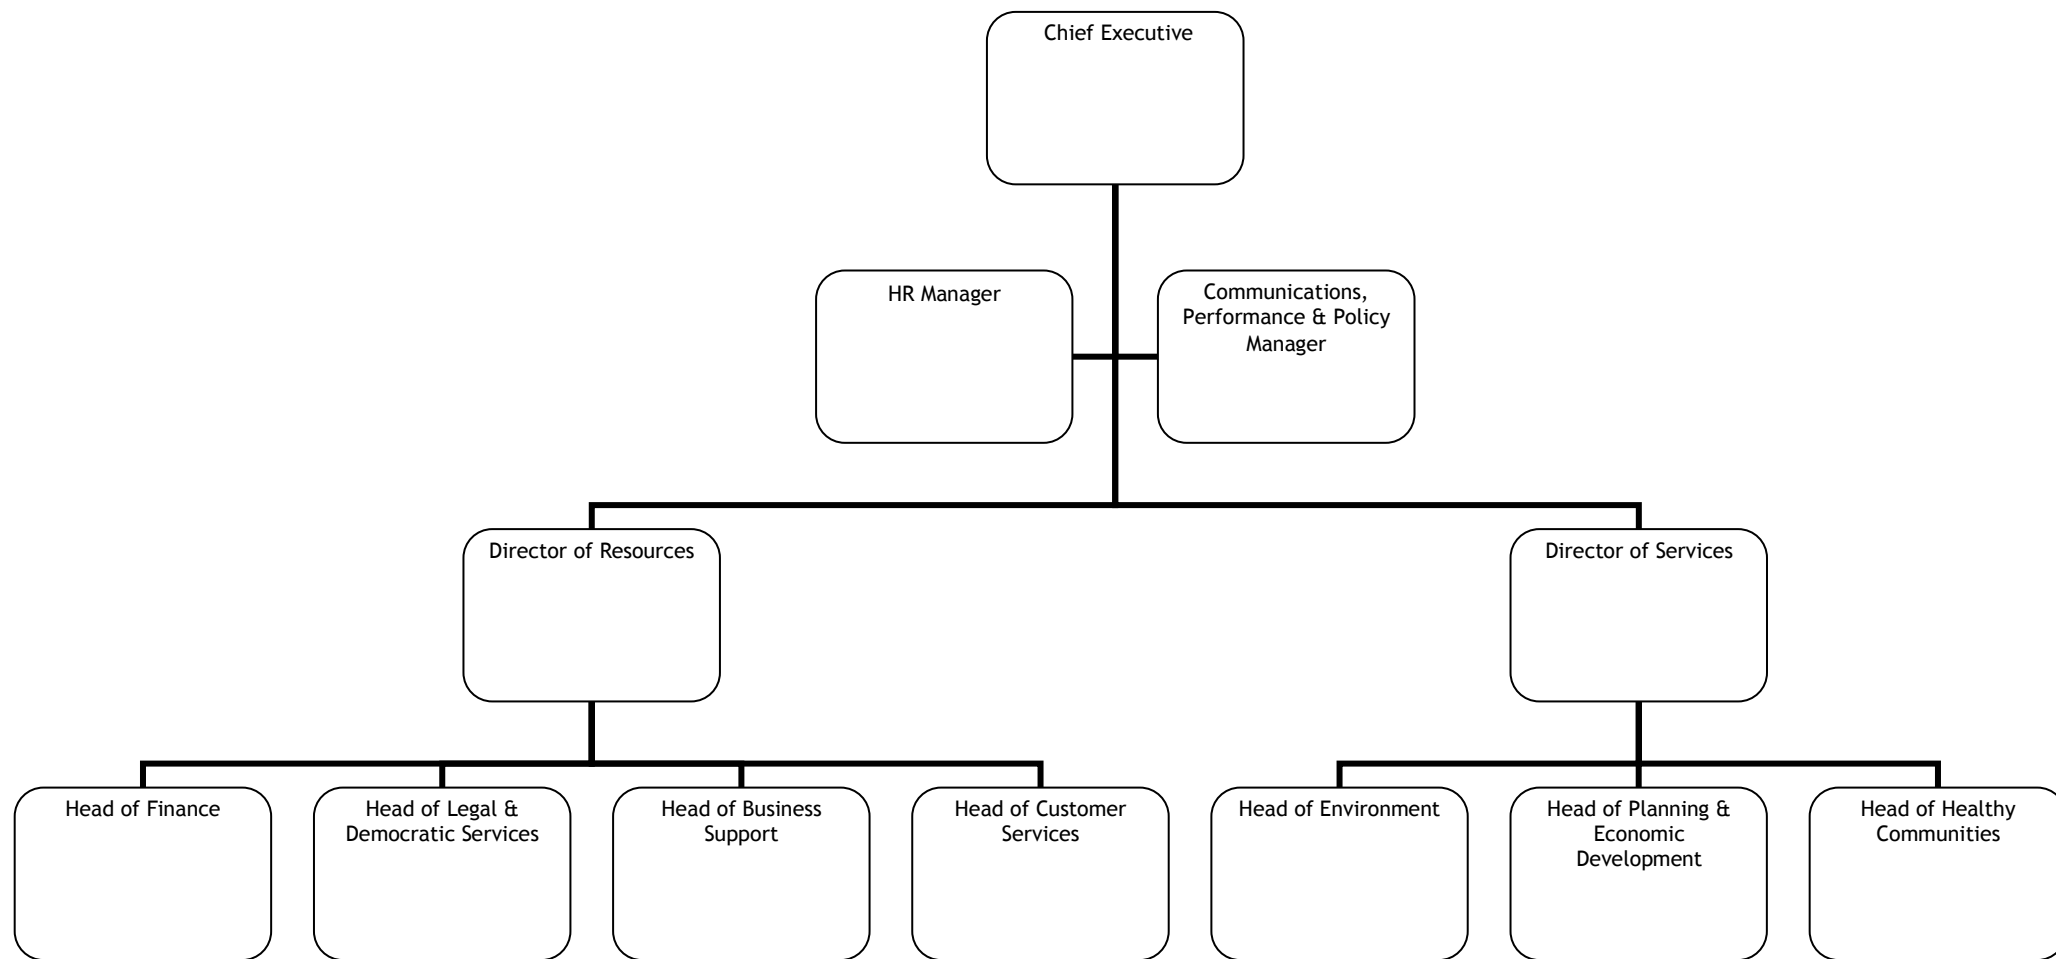 Chief Executive
HR Manager
Communications,
Performance & Policy
Manager
Director of Resources
Director of Services
Head of Finance
Head of Legal &
Democratic Services
Head of Business
Support
Head of Customer
Services
Head of Environment
Head of Planning &
Economic
Development
Head of Healthy
Communities